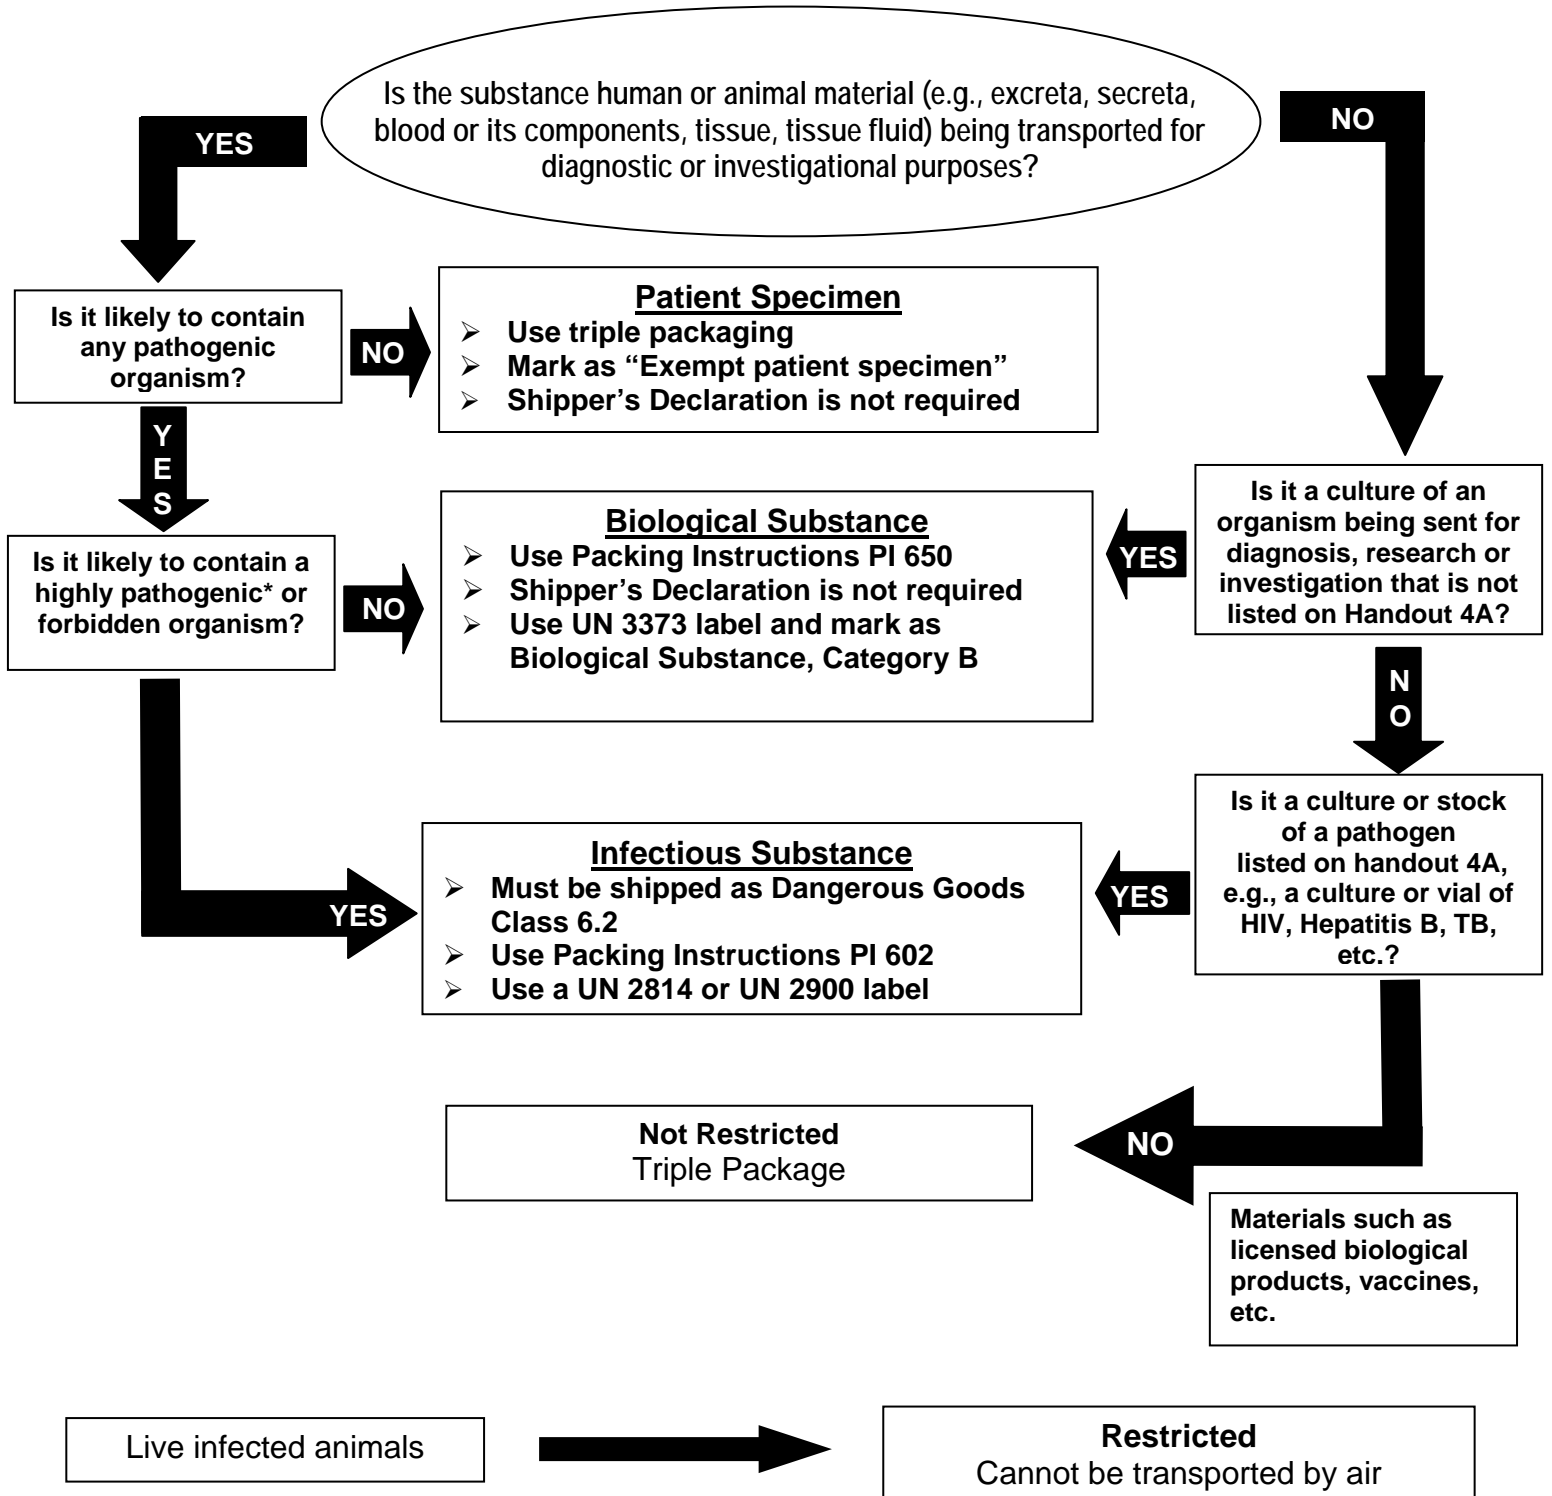 Is the substance human or animal material (e.g., excreta, secreta,
blood or its components, tissue, tissue fluid) being transported for
diagnostic or investigational purposes?
YES
NO
Is it likely to contain
any pathogenic
organism?
NO
Patient Specimen
➢ Use triple packaging
➢ Mark as “Exempt patient specimen”
➢ Shipper’s Declaration is not required
Y
E
S
Is it likely to contain a
highly pathogenic* or
forbidden organism?
NO
Biological Substance
➢ Use Packing Instructions PI 650
➢ Shipper’s Declaration is not required
➢ Use UN 3373 label and mark as
Biological Substance, Category B
YES
Is it a culture of an
organism being sent for
diagnosis, research or
investigation that is not
listed on Handout 4A?
N
O
YES
Infectious Substance
➢ Must be shipped as Dangerous Goods
Class 6.2
➢ Use Packing Instructions PI 602
➢ Use a UN 2814 or UN 2900 label
YES
Is it a culture or stock
of a pathogen
listed on handout 4A,
e.g., a culture or vial of
HIV, Hepatitis B, TB,
etc.?
Not Restricted
Triple Package
NO
Materials such as
licensed biological
products, vaccines,
etc.
Live infected animals
Restricted
Cannot be transported by air